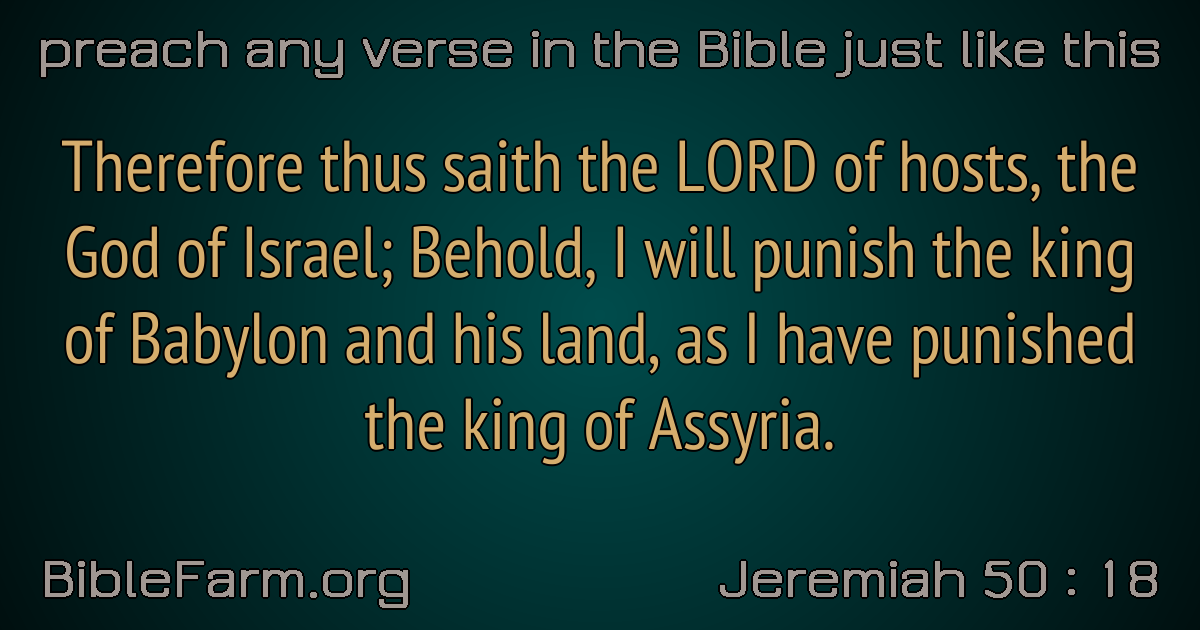 preach any verse in the Bible just like this
Therefore thus saith the LORD of hosts, the
God of Israel; Behold, I will punish the king
of Babylon and his land, as I have punished
the king of Assyria.
BibleFarm.org
Jeremiah 50 : 18